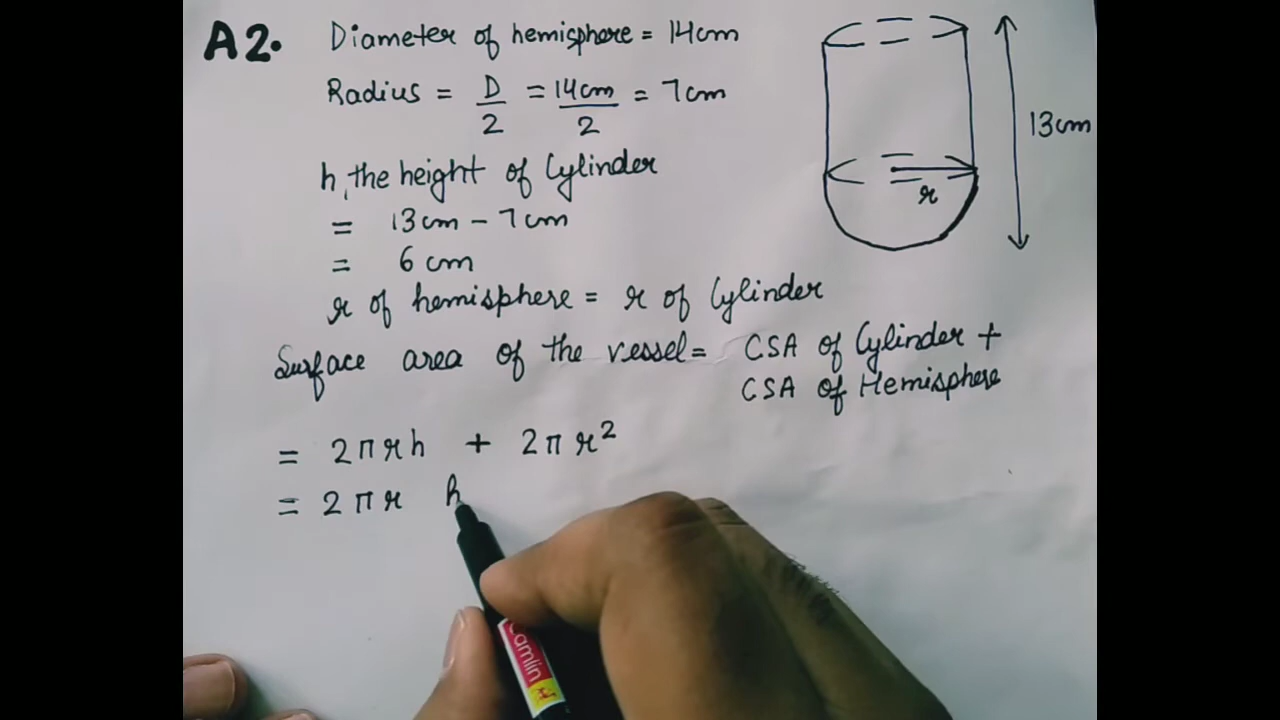 A2. Diameter of hemisphere = 14cm
Radius = D/2 = 14cm/2 = 7cm
h, the height of Cylinder
= 13cm - 7cm
= 6 cm
r of hemisphere = r of Cylinder
Surface area of the vessel = CSA of Cylinder +
CSA of Hemisphere
= 2πrh + 2πr²
= 2πr h
13cm
r
Camlin